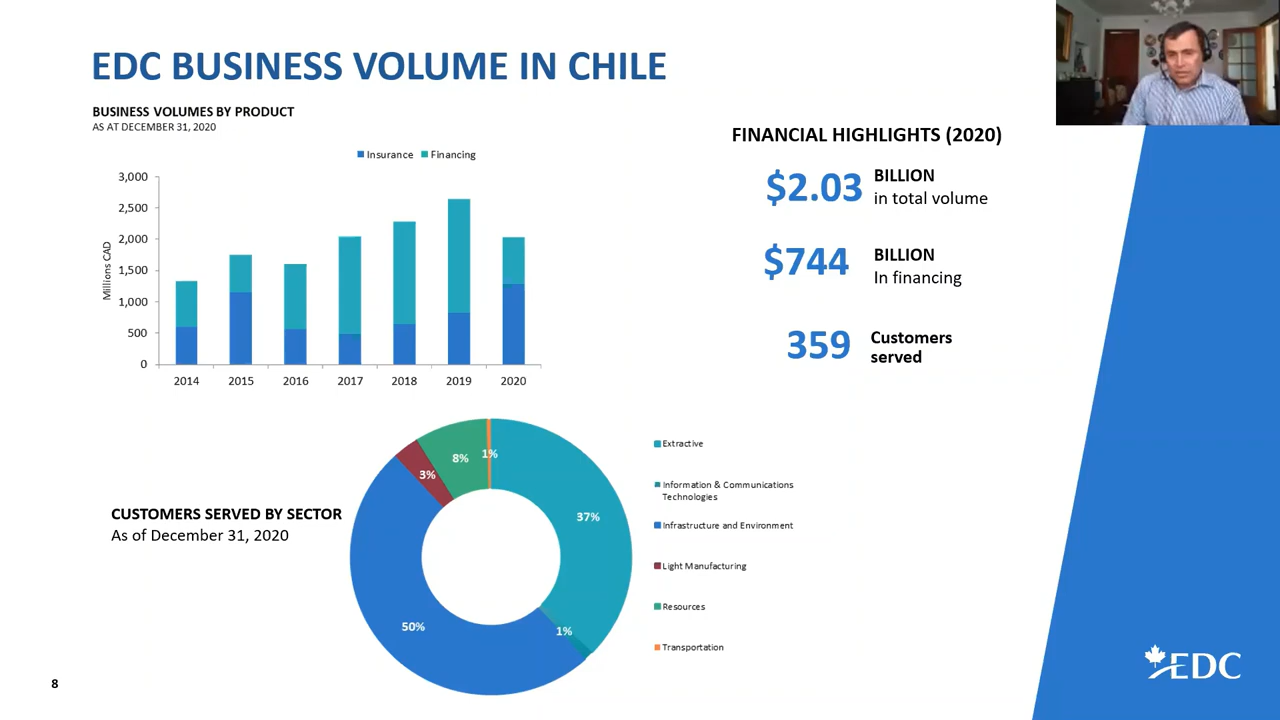 EDC BUSINESS VOLUME IN CHILE
BUSINESS VOLUMES BY PRODUCT
AS AT DECEMBER 31, 2020
Insurance Financing
Millions CAD
3,000
2,500
2,000
1,500
1,000
500
0
2014 2015 2016 2017 2018 2019 2020
FINANCIAL HIGHLIGHTS (2020)
$2.03 BILLION
in total volume
$744 BILLION
In financing
359 Customers
served
CUSTOMERS SERVED BY SECTOR
As of December 31, 2020
3%
8%
1%
37%
1%
50%
Extractive
Information & Communications
Technologies
Infrastructure and Environment
Light Manufacturing
Resources
Transportation
8
EDC